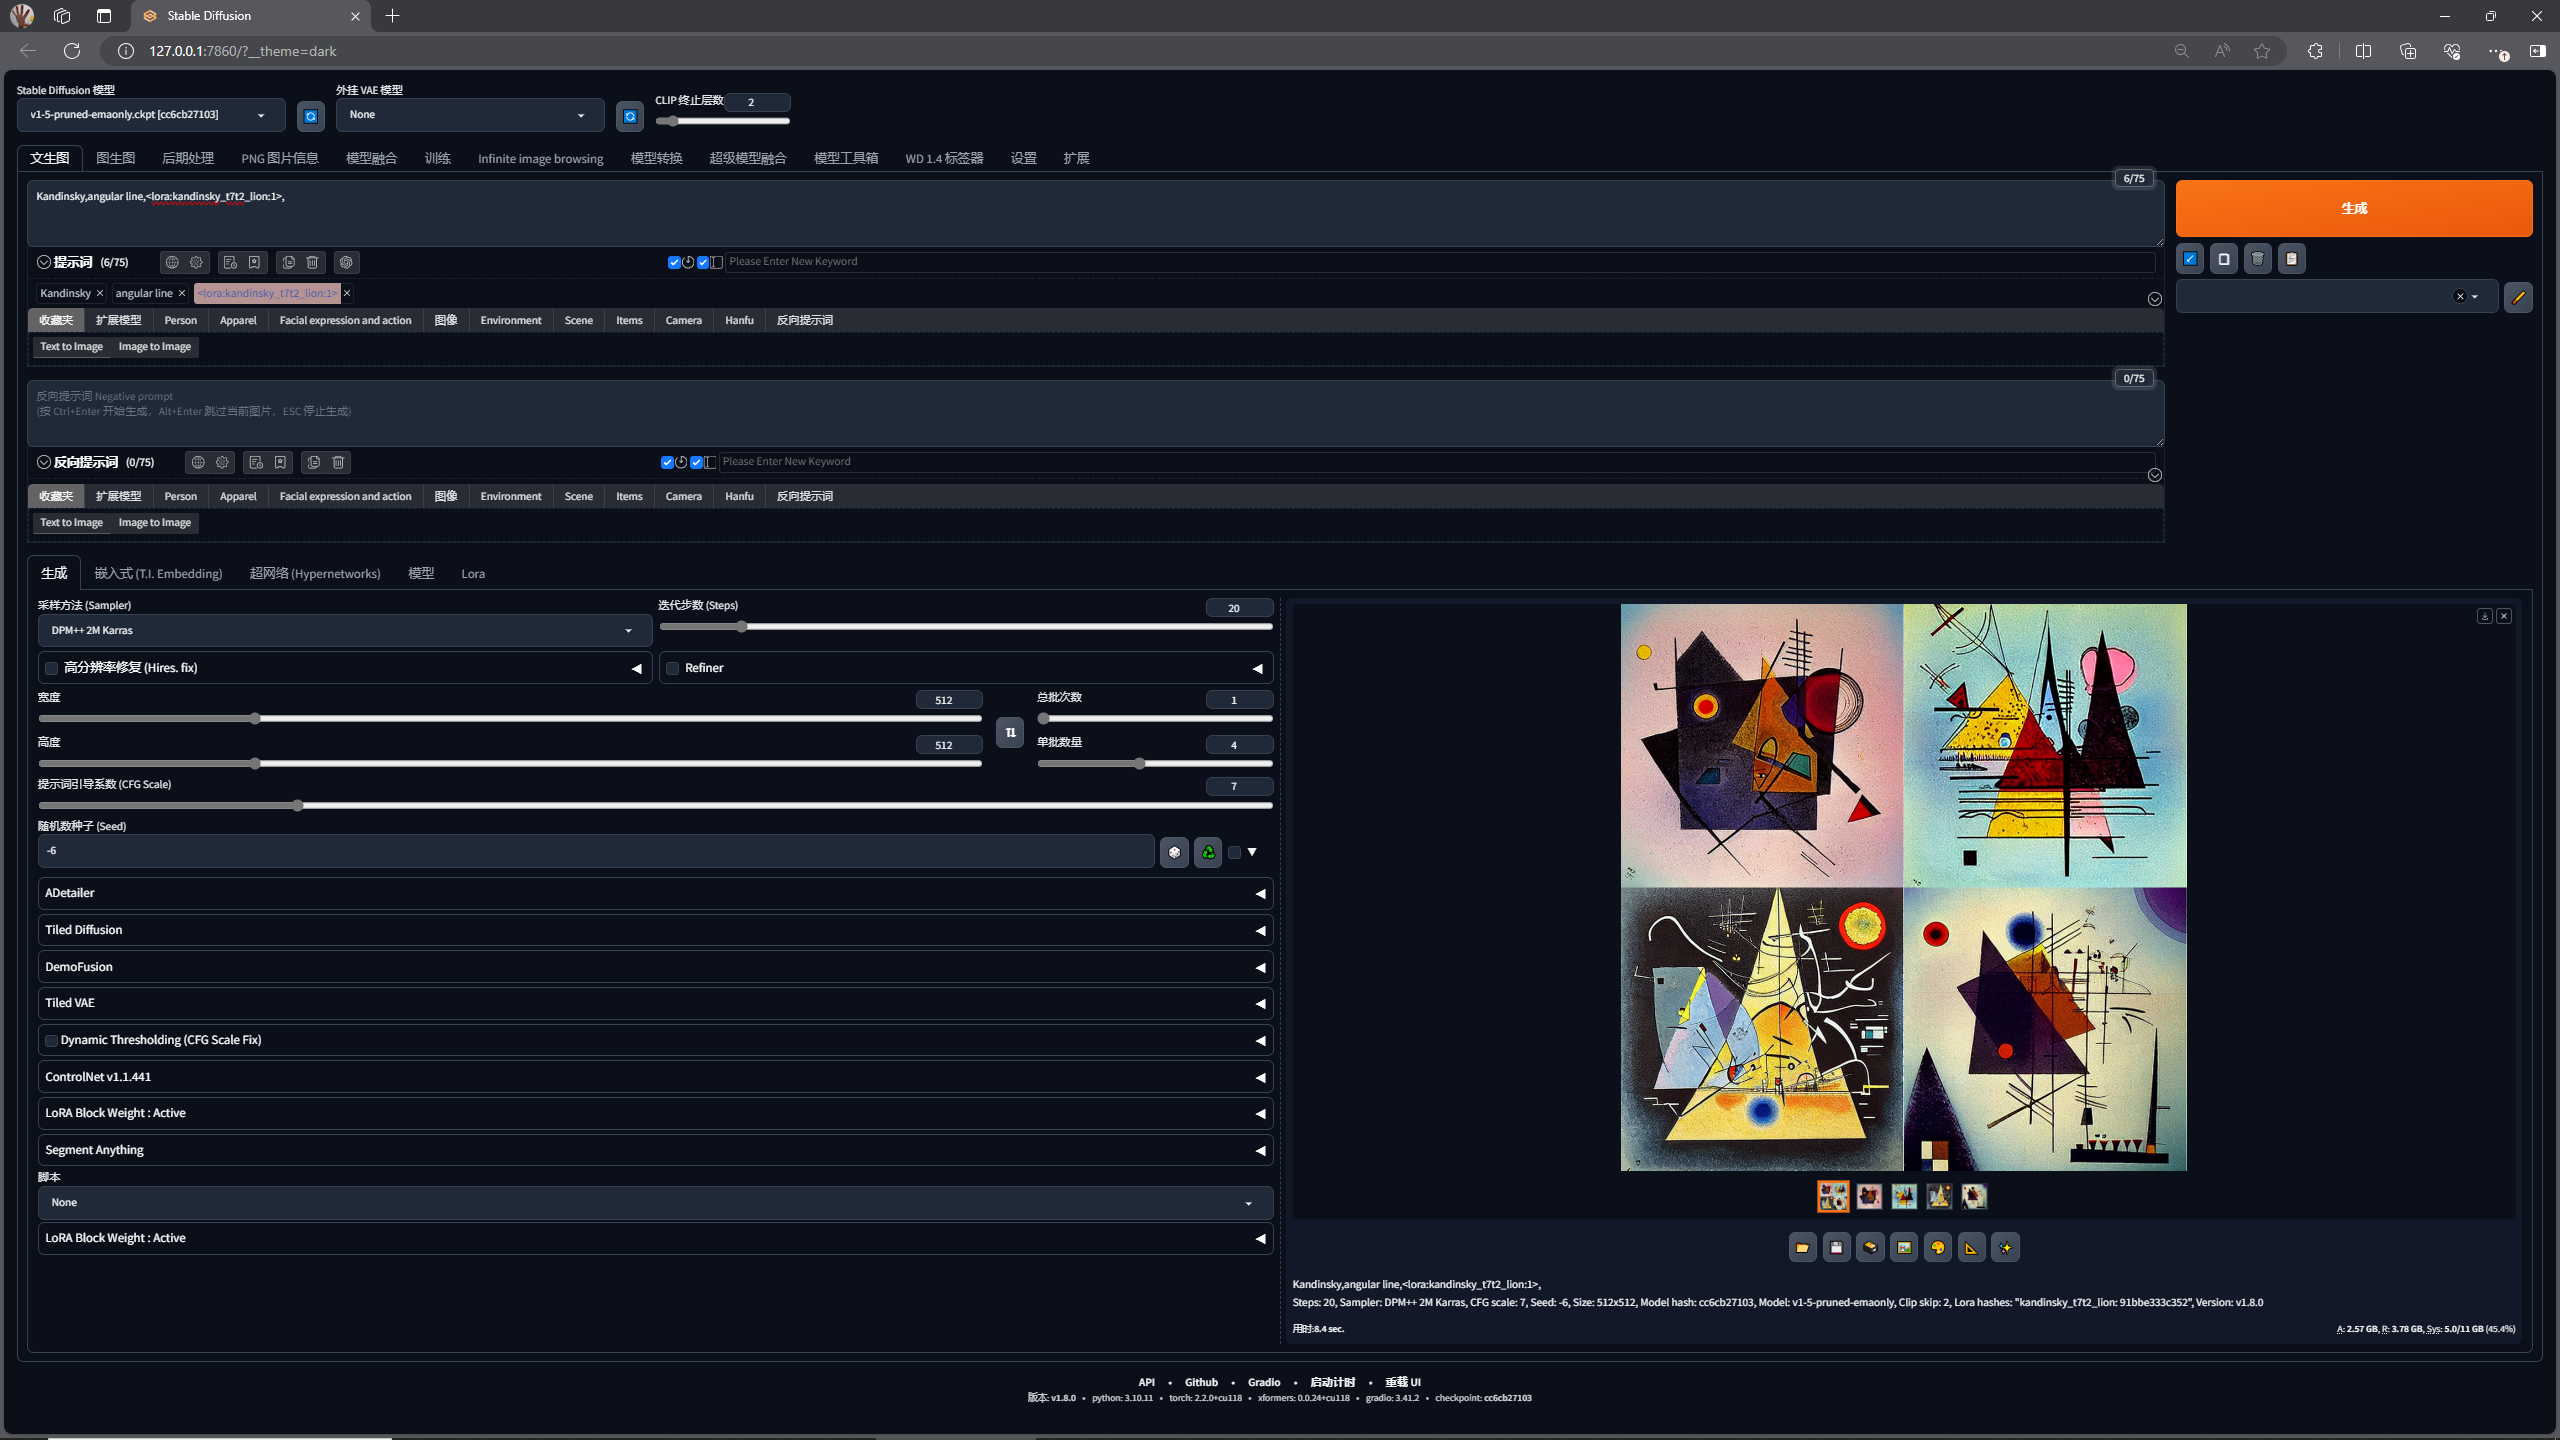 Stable Diffusion
127.0.0.1:7860/?__theme=dark
Stable Diffusion 模型
外挂 VAE 模型
CLIP 终止层数
2
v1-5-pruned-emaonly.ckpt [cc6cb27103]
None
文生图
图生图
后期处理
PNG 图片信息
模型融合
训练
Infinite image browsing
模型转换
超级模型融合
模型工具箱
WD 1.4 标签器
设置
扩展
6/75
Kandinsky,angular line,<lora:kandinsky_t7t2_lion:1>,
生成
提示词 (6/75)
Please Enter New Keyword
Kandinsky
angular line
<lora:kandinsky_t7t2_lion:1>
收藏夹
扩展模型
Person
Apparel
Facial expression and action
图像
Environment
Scene
Items
Camera
Hanfu
反向提示词
Text to Image
Image to Image
0/75
反向提示词 Negative prompt
(按 Ctrl+Enter 开始生成，Alt+Enter 跳过当前图片，ESC 停止生成)
反向提示词 (0/75)
Please Enter New Keyword
收藏夹
扩展模型
Person
Apparel
Facial expression and action
图像
Environment
Scene
Items
Camera
Hanfu
反向提示词
Text to Image
Image to Image
生成
嵌入式 (T.I. Embedding)
超网络 (Hypernetworks)
模型
Lora
采样方法 (Sampler)
DPM++ 2M Karras
迭代步数 (Steps)
20
高分辨率修复 (Hires. fix)
Refiner
宽度
512
总批次数
1
高度
512
单批数量
4
提示词引导系数 (CFG Scale)
7
随机数种子 (Seed)
-6
ADetailer
Tiled Diffusion
DemoFusion
Tiled VAE
Dynamic Thresholding (CFG Scale Fix)
ControlNet v1.1.441
LoRA Block Weight : Active
Segment Anything
脚本
None
LoRA Block Weight : Active
Kandinsky,angular line,<lora:kandinsky_t7t2_lion:1>,
Steps: 20, Sampler: DPM++ 2M Karras, CFG scale: 7, Seed: -6, Size: 512x512, Model hash: cc6cb27103, Model: v1-5-pruned-emaonly, Clip skip: 2, Lora hashes: "kandinsky_t7t2_lion: 91bbe333c352", Version: v1.8.0
用时:8.4 sec.
A: 2.57 GB, R: 3.78 GB, Sys: 5.0/11 GB (45.4%)
API • Github • Gradio • 启动计时 • 重载 UI
版本: v1.8.0 • python: 3.10.11 • torch: 2.2.0+cu118 • xformers: 0.0.24+cu118 • gradio: 3.41.2 • checkpoint: cc6cb27103